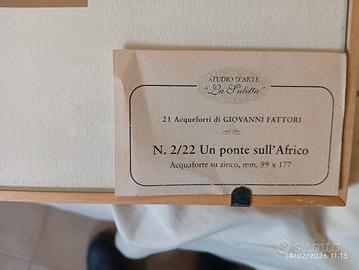 STUDIO D'ARTE
"La Saletta"
21 Acqueforti di GIOVANNI FATTORI
N. 2/22 Un ponte sull'Africo
Acquaforte su zinco, mm. 99 x 177
subito
14/02/2026 11:13